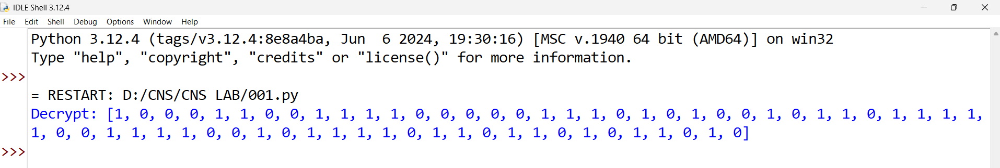 IDLE Shell 3.12.4
File Edit Shell Debug Options Window Help
Python 3.12.4 (tags/v3.12.4:8e8a4ba, Jun  6 2024, 19:30:16) [MSC v.1940 64 bit (AMD64)] on win32
Type "help", "copyright", "credits" or "license()" for more information.
>>>
= RESTART: D:/CNS/CNS LAB/001.py
Decrypt: [1, 0, 0, 0, 1, 1, 0, 0, 1, 1, 1, 1, 0, 0, 0, 0, 0, 1, 1, 1, 0, 1, 0, 1, 0, 0, 1, 0, 1, 1, 0, 1, 1, 1, 1,
1, 0, 0, 1, 1, 1, 1, 0, 0, 1, 0, 1, 1, 1, 1, 0, 1, 1, 0, 1, 1, 0, 1, 0, 1, 1, 0, 1, 0]
>>>